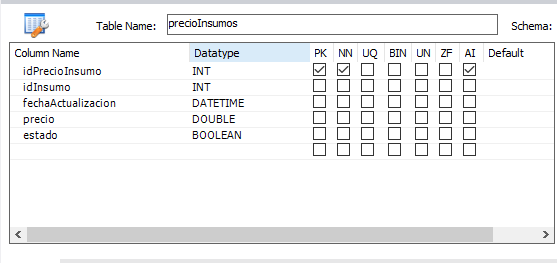 Table Name: precioInsumos Schema:
Column Name Datatype PK NN UQ BIN UN ZF AI Default
idPrecioInsumo INT
idInsumo INT
fechaActualizacion DATETIME
precio DOUBLE
estado BOOLEAN